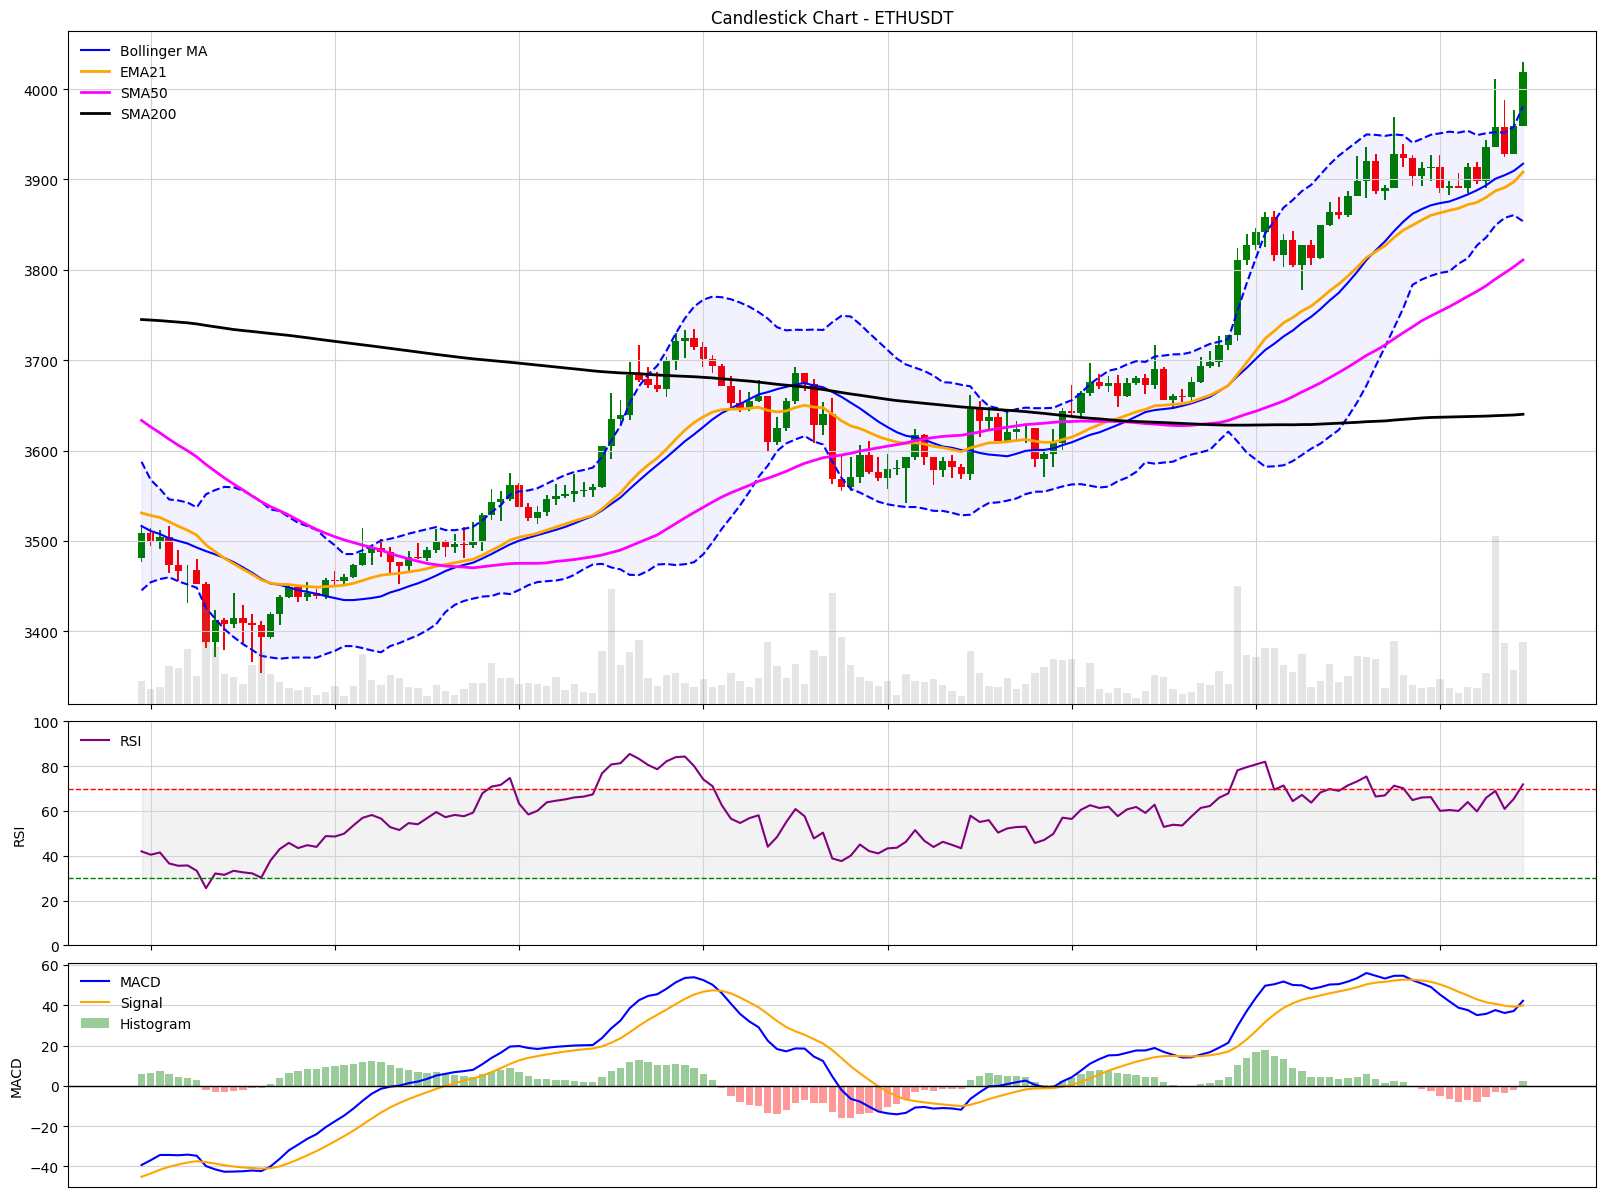 Candlestick Chart - ETHUSDT
Bollinger MA
EMA21
SMA50
SMA200
4000
3900
3800
3700
3600
3500
3400
100
80
60
40
20
0
RSI
RSI
60
40
20
0
−20
−40
MACD
MACD
Signal
Histogram